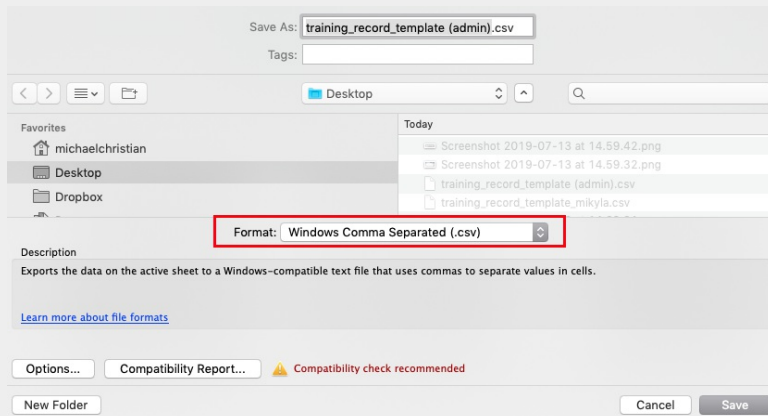 Save As: training_record_template (admin).csv
Tags:
Desktop
Favorites
Today
michaelchristian
Screenshot 2019-07-13 at 14.59.42.png
Desktop
Screenshot 2019-07-13 at 14.59.32.png
training_record_template (admin).csv
Dropbox
training_record_template_mikyla.csv
Format: Windows Comma Separated (.csv)
Description
Exports the data on the active sheet to a Windows-compatible text file that uses commas to separate values in cells.
Learn more about file formats
Options... Compatibility Report... Compatibility check recommended
New Folder Cancel Save